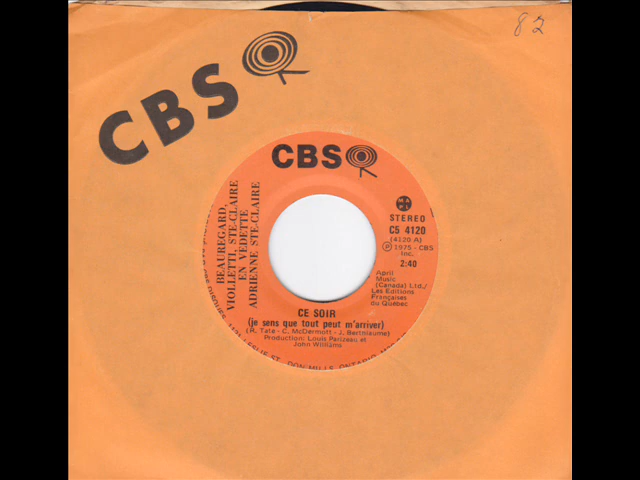 82
CBS
CBS
STEREO
C5 4120
(4120 A)
℗ 1975 - CBS
Inc.
2:40
April
Music
(Canada) Ltd./
Les Editions
Françaises
du Québec
BEAUREGARD,
VIOLLETTI, STE-CLAIRE
EN VEDETTE
ADRIENNE STE-CLAIRE
CE SOIR
(je sens que tout peut m'arriver)
(R. Tate - C. McDermott - J. Berthiaume)
Production: Louis Parizeau et
John Williams
LESLIE ST., DON MILLS, ONTARIO